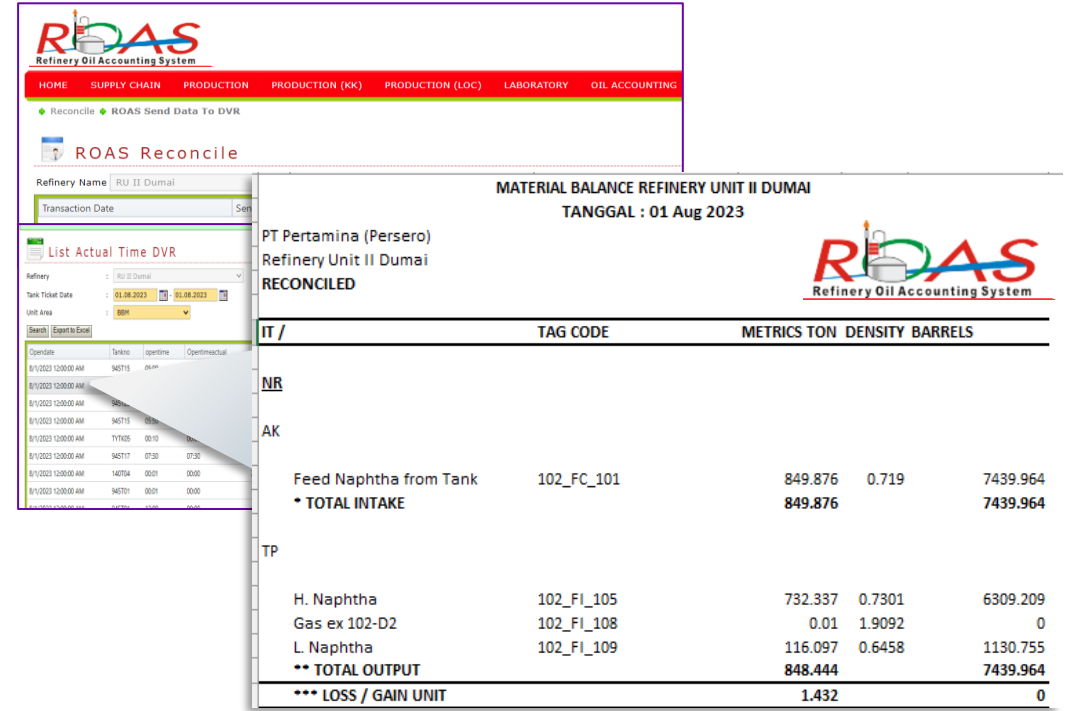 ROAS
Refinery Oil Accounting System
HOME SUPPLY CHAIN PRODUCTION PRODUCTION (KK) PRODUCTION (LOC) LABORATORY OIL ACCOUNTING
Reconcile ROAS Send Data To DVR
ROAS Reconcile
Refinery Name RU II Dumai
Transaction Date Sen
List Actual Time DVR
Refinery : RU II Dumai
Tank Ticket Date : 01.08.2023 - 01.08.2023
Unit Area : BBM
Search Export to Excel
Opendate Tankno opentime Opentimeactual
8/1/2023 12:00:00 AM 945T15
8/1/2023 12:00:00 AM
8/1/2023 12:00:00 AM
8/1/2023 12:00:00 AM 945T15
8/1/2023 12:00:00 AM TYTK05 00:10
8/1/2023 12:00:00 AM 945T17 07:30 07:30
8/1/2023 12:00:00 AM 140T04 00:01 00:00
8/1/2023 12:00:00 AM 945T01 00:01 00:00
MATERIAL BALANCE REFINERY UNIT II DUMAI
TANGGAL : 01 Aug 2023
PT Pertamina (Persero)
Refinery Unit II Dumai
RECONCILED
ROAS
Refinery Oil Accounting System
IT / TAG CODE METRICS TON DENSITY BARRELS
NR
AK
Feed Naphtha from Tank 102_FC_101 849.876 0.719 7439.964
* TOTAL INTAKE 849.876 7439.964
TP
H. Naphtha 102_FI_105 732.337 0.7301 6309.209
Gas ex 102-D2 102_FI_108 0.01 1.9092 0
L. Naphtha 102_FI_109 116.097 0.6458 1130.755
** TOTAL OUTPUT 848.444 7439.964
*** LOSS / GAIN UNIT 1.432 0